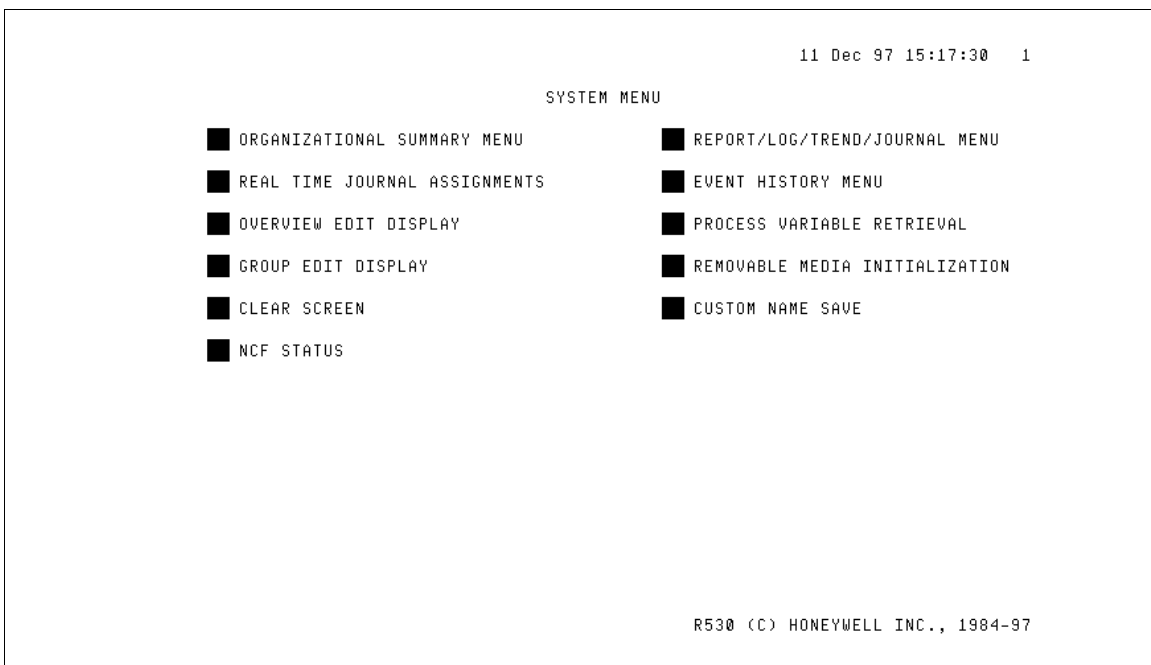 11 Dec 97 15:17:30 1
SYSTEM MENU
ORGANIZATIONAL SUMMARY MENU
REPORT/LOG/TREND/JOURNAL MENU
REAL TIME JOURNAL ASSIGNMENTS
EVENT HISTORY MENU
OVERVIEW EDIT DISPLAY
PROCESS VARIABLE RETRIEVAL
GROUP EDIT DISPLAY
REMOVABLE MEDIA INITIALIZATION
CLEAR SCREEN
CUSTOM NAME SAVE
NCF STATUS
R530 (C) HONEYWELL INC., 1984-97